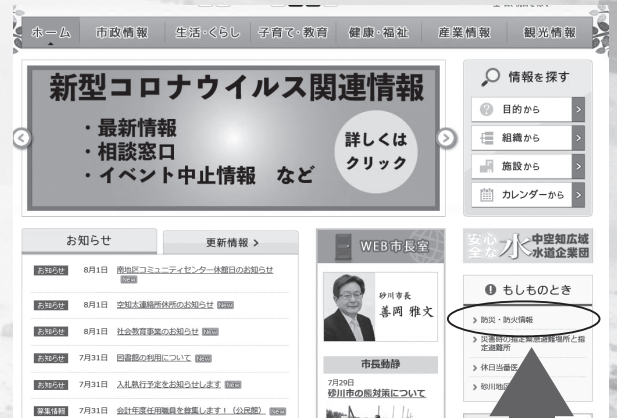 ホーム 市政情報 生活・くらし 子育て・教育 健康・福祉 産業情報 観光情報
新型コロナウイルス関連情報
・最新情報
・相談窓口
・イベント中止情報 など
詳しくは
クリック
情報を探す
目的から
組織から
施設から
カレンダーから
お知らせ
更新情報 >
お知らせ 8月1日 南地区コミュニティセンター休館日のお知らせ
New
お知らせ 8月1日 空知太連絡所休所のお知らせ New
お知らせ 8月1日 社会教育事業のお知らせ New
お知らせ 7月31日 図書館の利用について New
お知らせ 7月31日 入札執行予定をお知らせします New
募集情報 7月31日 会計年度任用職員を募集します!(公民館) New
WEB市長室
砂川市長
善岡 雅文
市長動静
7月29日
砂川市の熊対策について
安心
全な
水
中空知広域
水道企業団
もしものとき
> 防災・防火情報
> 災害時の指定緊急避難場所と指
定避難所
> 休日当番医
> 砂川地